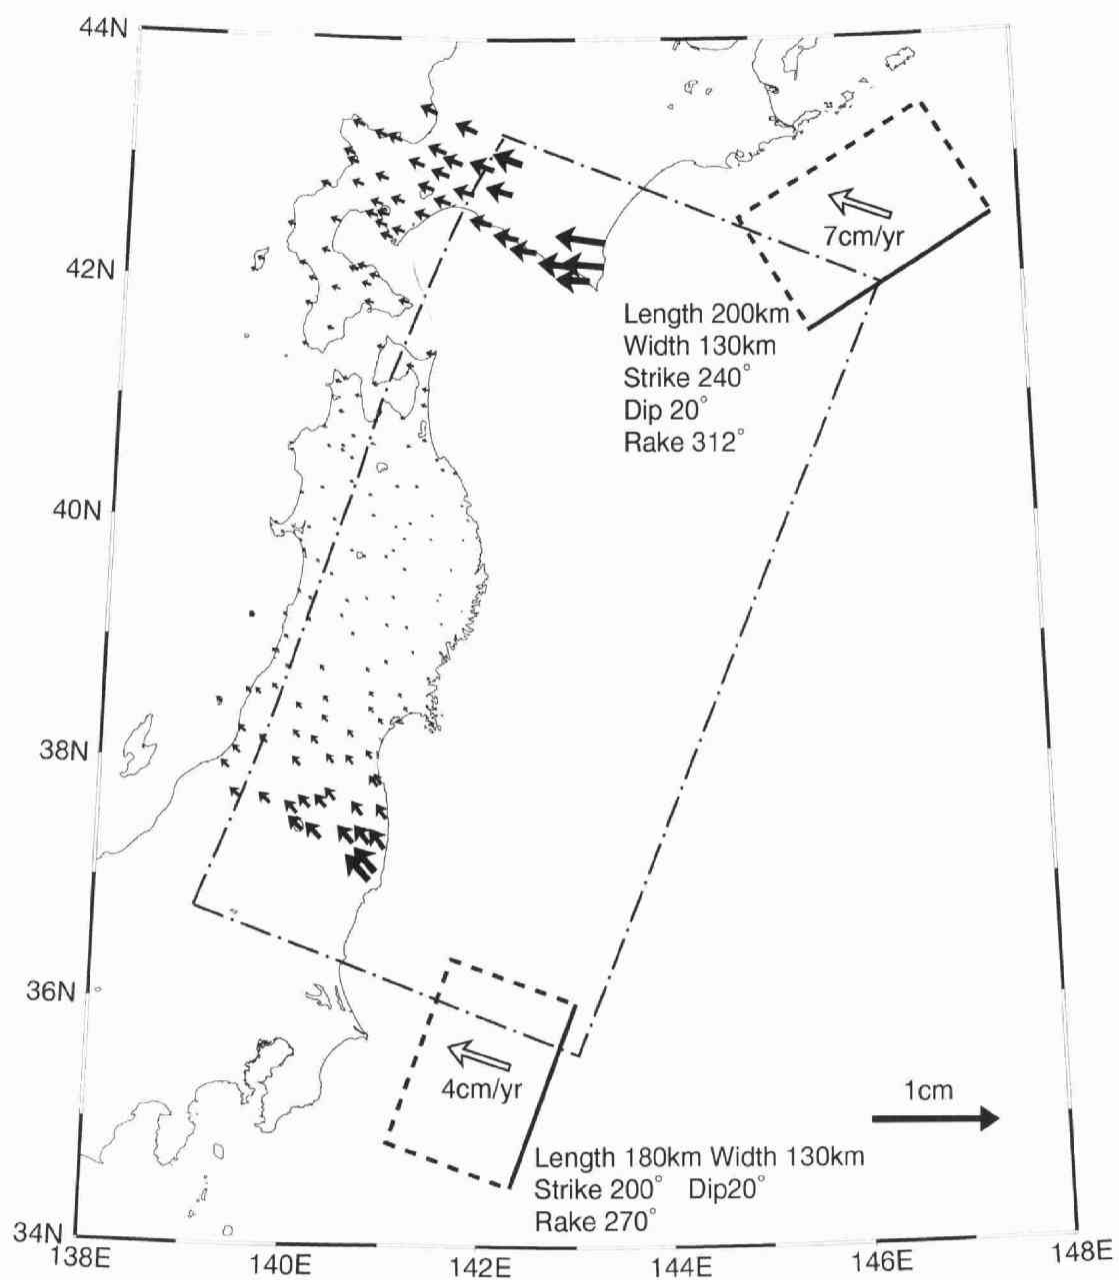 44N
7cm/yr
42N
Length 200km
Width 130km
Strike 240°
Dip 20°
Rake 312°
40N
38N
36N
4cm/yr
1cm
Length 180km Width 130km
Strike 200° Dip20°
Rake 270°
34N
138E 140E 142E 144E 146E 148E